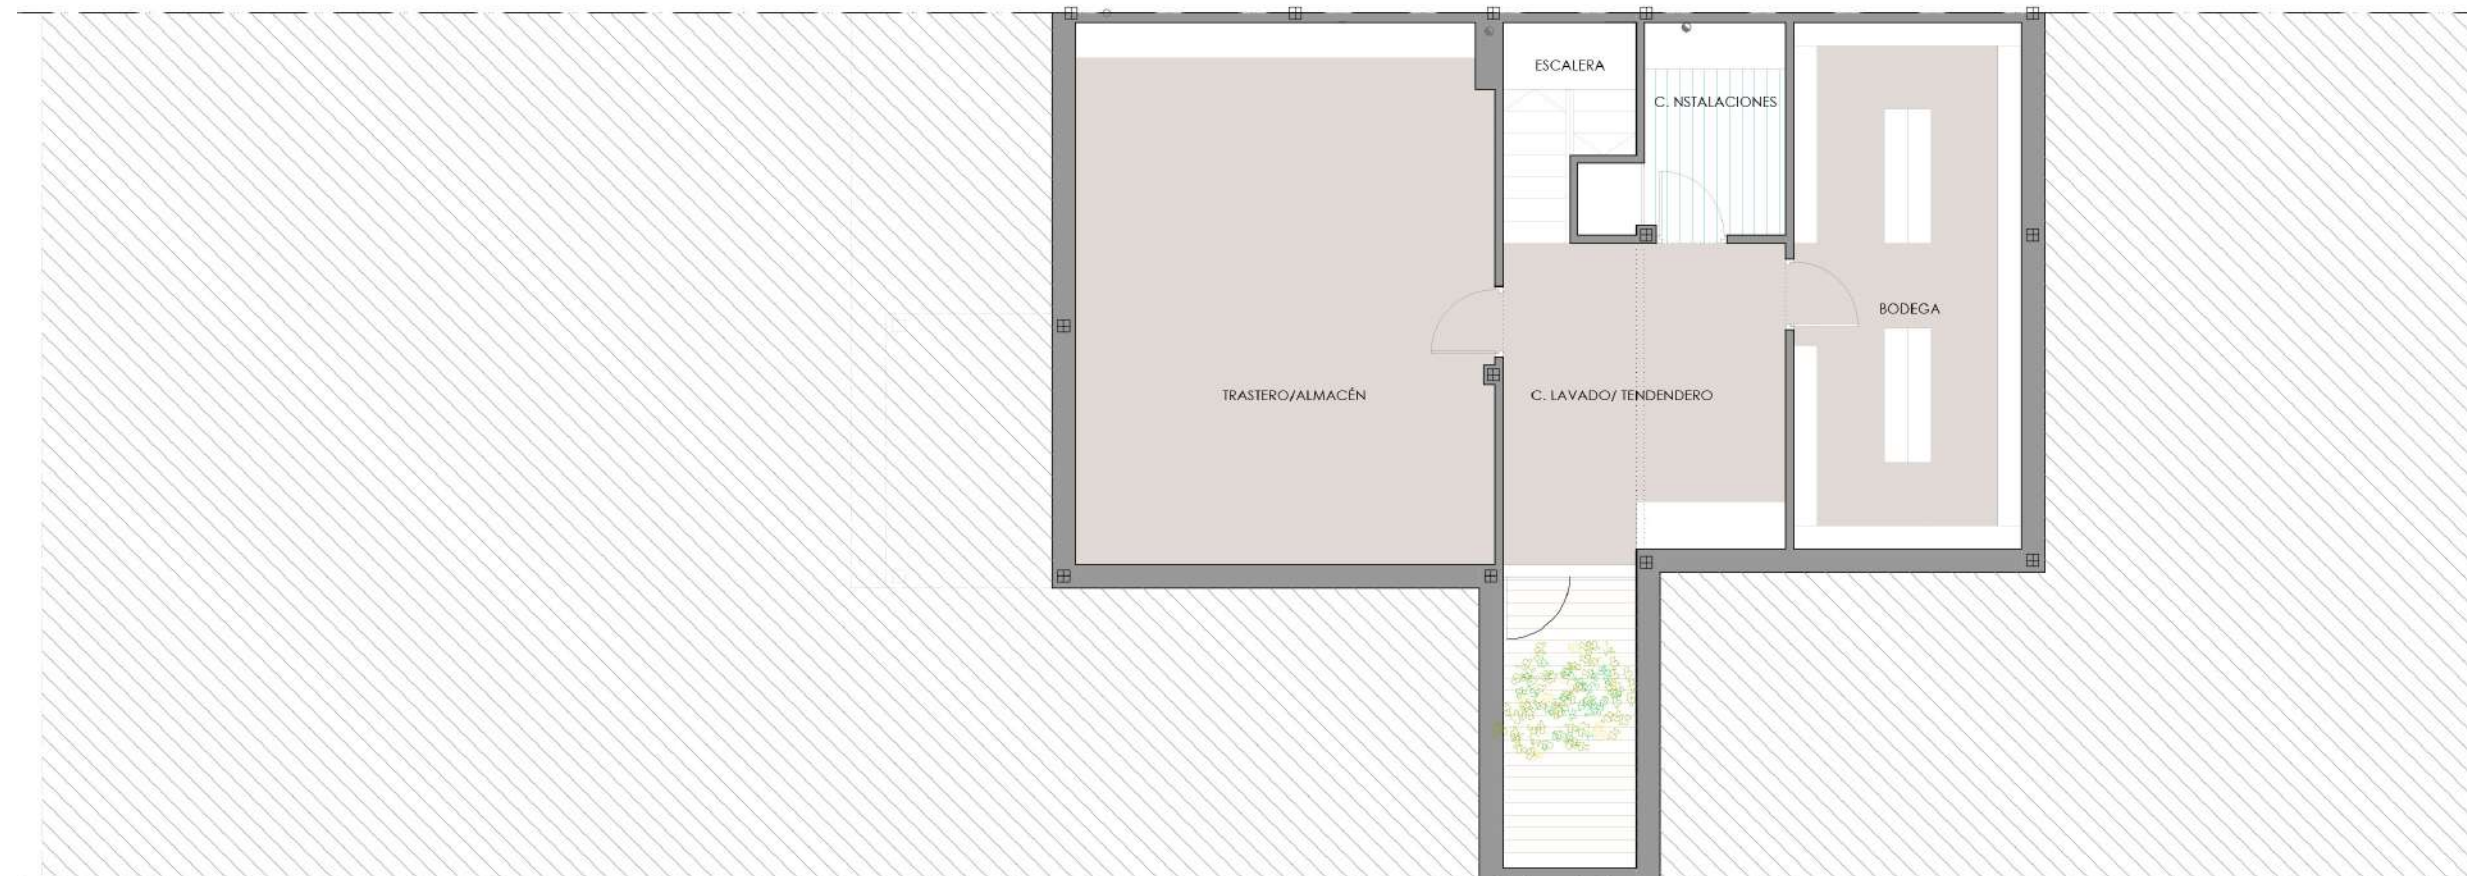 ESCALERA
C. NSTALACIONES
BODEGA
TRASTERO/ALMACÉN
C. LAVADO/ TENDENDERO